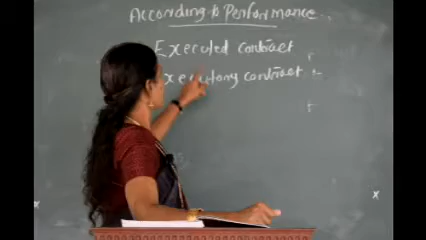 According to Performance..
Executed contract
Executory contract :-